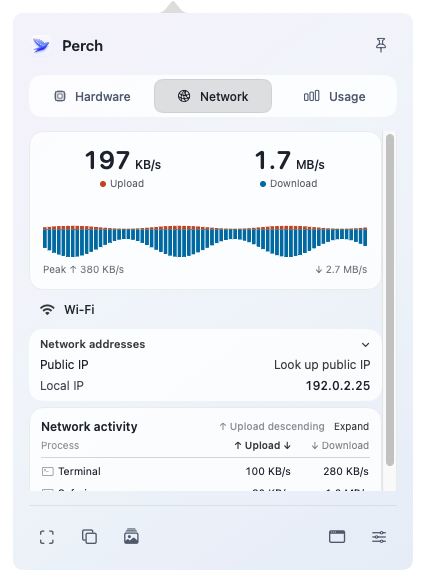 Perch
Hardware Network Usage
197 KB/s 1.7 MB/s
Upload Download
Peak ↑ 380 KB/s ↓ 2.7 MB/s
Wi-Fi
Network addresses
Public IP Look up public IP
Local IP 192.0.2.25
Network activity ↑ Upload descending Expand
Process ↑ Upload ↓ ↓ Download
Terminal 100 KB/s 280 KB/s